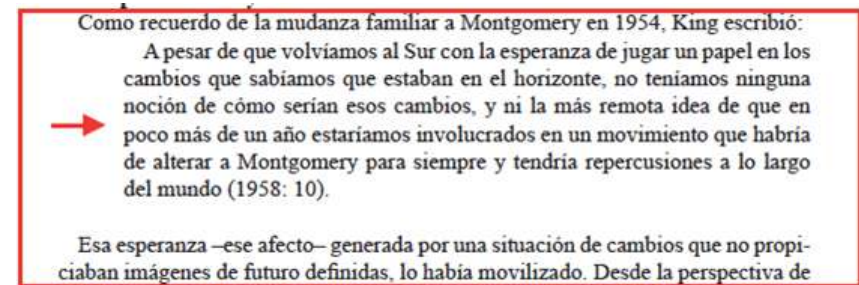 Como recuerdo de la mudanza familiar a Montgomery en 1954, King escribió:
A pesar de que volvíamos al Sur con la esperanza de jugar un papel en los
cambios que sabíamos que estaban en el horizonte, no teníamos ninguna
noción de cómo serían esos cambios, y ni la más remota idea de que en
poco más de un año estaríamos involucrados en un movimiento que habría
de alterar a Montgomery para siempre y tendría repercusiones a lo largo
del mundo (1958: 10).
Esa esperanza –ese afecto– generada por una situación de cambios que no propi-
ciaban imágenes de futuro definidas, lo había movilizado. Desde la perspectiva de